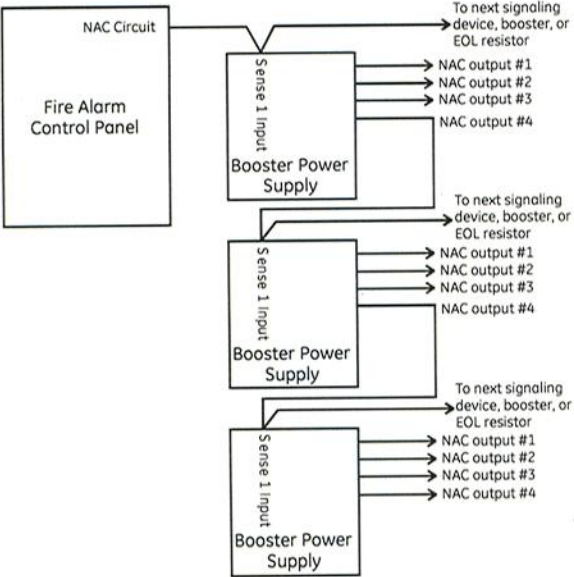 NAC Circuit
Fire Alarm
Control Panel
To next signaling
device, booster, or
EOL resistor
NAC output #1
NAC output #2
NAC output #3
NAC output #4
Sense 1 Input
Booster Power
Supply
To next signaling
device, booster, or
EOL resistor
NAC output #1
NAC output #2
NAC output #3
NAC output #4
Sense 1 Input
Booster Power
Supply
To next signaling
device, booster, or
EOL resistor
NAC output #1
NAC output #2
NAC output #3
NAC output #4
Sense 1 Input
Booster Power
Supply